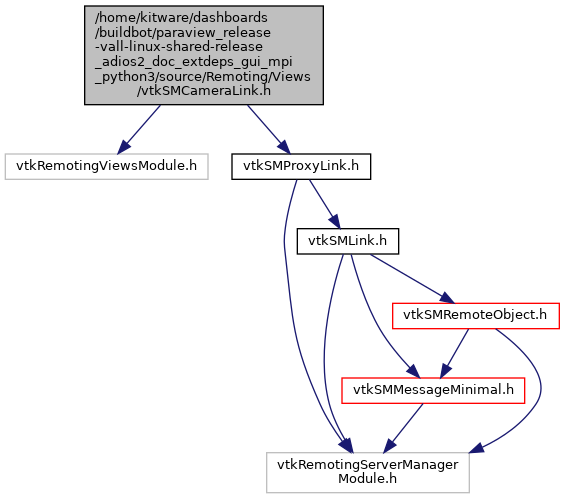 /home/kitware/dashboards
/buildbot/paraview_release
-vall-linux-shared-release
_adios2_doc_extdeps_gui_mpi
_python3/source/Remoting/Views
/vtkSMCameraLink.h
vtkRemotingViewsModule.h
vtkSMProxyLink.h
vtkSMLink.h
vtkSMRemoteObject.h
vtkSMMessageMinimal.h
vtkRemotingServerManager
Module.h